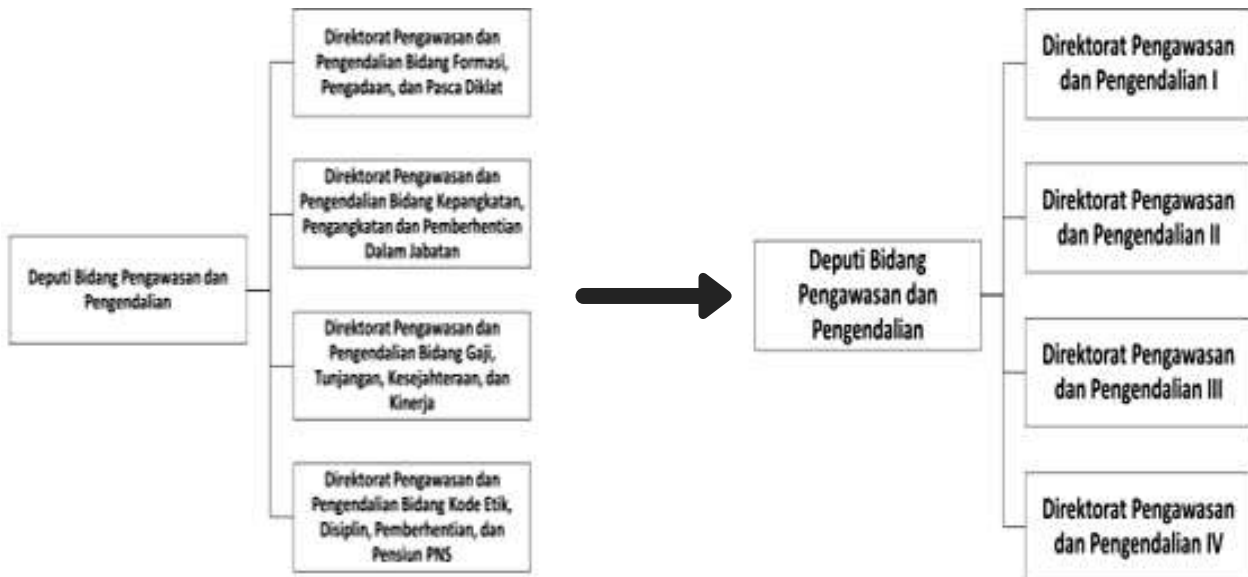 Deputi Bidang Pengawasan dan
Pengendalian
Direktorat Pengawasan dan
Pengendalian Bidang Formasi,
Pengadaan, dan Pasca Diklat
Direktorat Pengawasan dan
Pengendalian Bidang Kepangkatan,
Pengangkatan dan Pemberhentian
Dalam Jabatan
Direktorat Pengawasan dan
Pengendalian Bidang Gaji,
Tunjangan, Kesejahteraan, dan
Kinerja
Direktorat Pengawasan dan
Pengendalian Bidang Kode Etik,
Disiplin, Pemberhentian, dan
Pensiun PNS
Deputi Bidang
Pengawasan dan
Pengendalian
Direktorat Pengawasan
dan Pengendalian I
Direktorat Pengawasan
dan Pengendalian II
Direktorat Pengawasan
dan Pengendalian III
Direktorat Pengawasan
dan Pengendalian IV